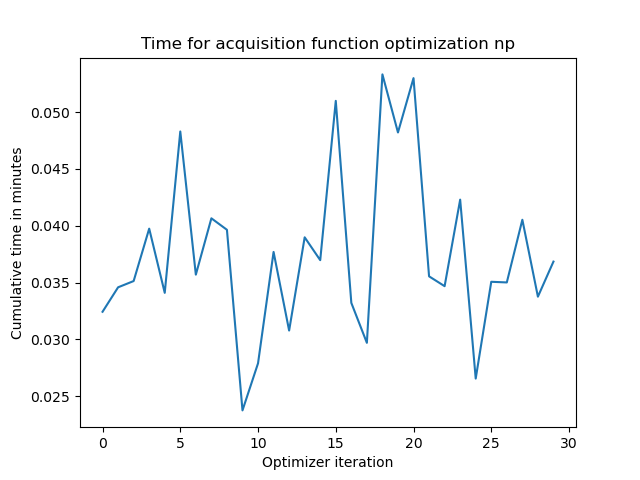 Time for acquisition function optimization np
Cumulative time in minutes
0.050
0.045
0.040
0.035
0.030
0.025
0 5 10 15 20 25 30
Optimizer iteration